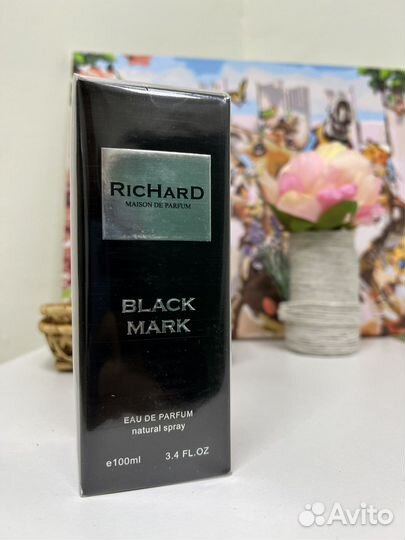 RICHARD
MAISON DE PARFUM
BLACK
MARK
EAU DE PARFUM
natural spray
e100ml 3.4 FL.OZ
Avito